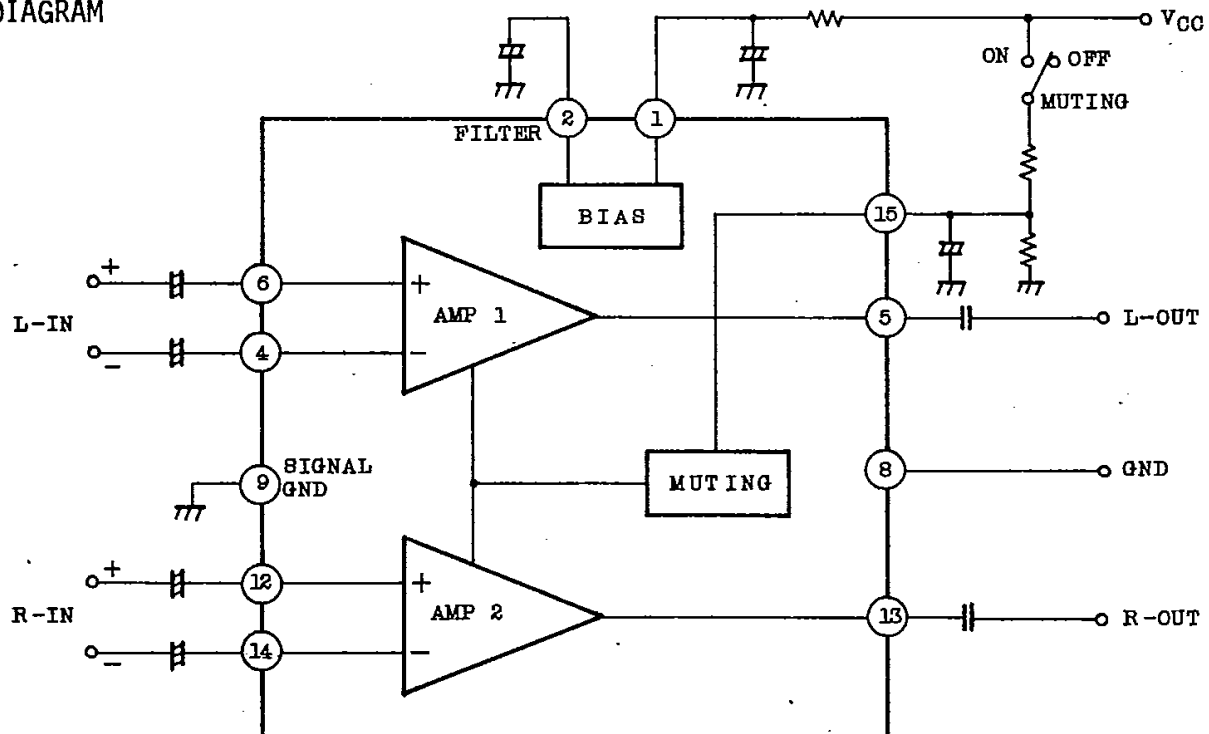 DIAGRAM
VCC
ON OFF
MUTING
2 1
FILTER
BIAS
15
+ 6 +
L-IN AMP 1 5 L-OUT
- 4 -
SIGNAL
9 GND
MUTING
8 GND
+ 12 +
R-IN AMP 2 13 R-OUT
- 14 -